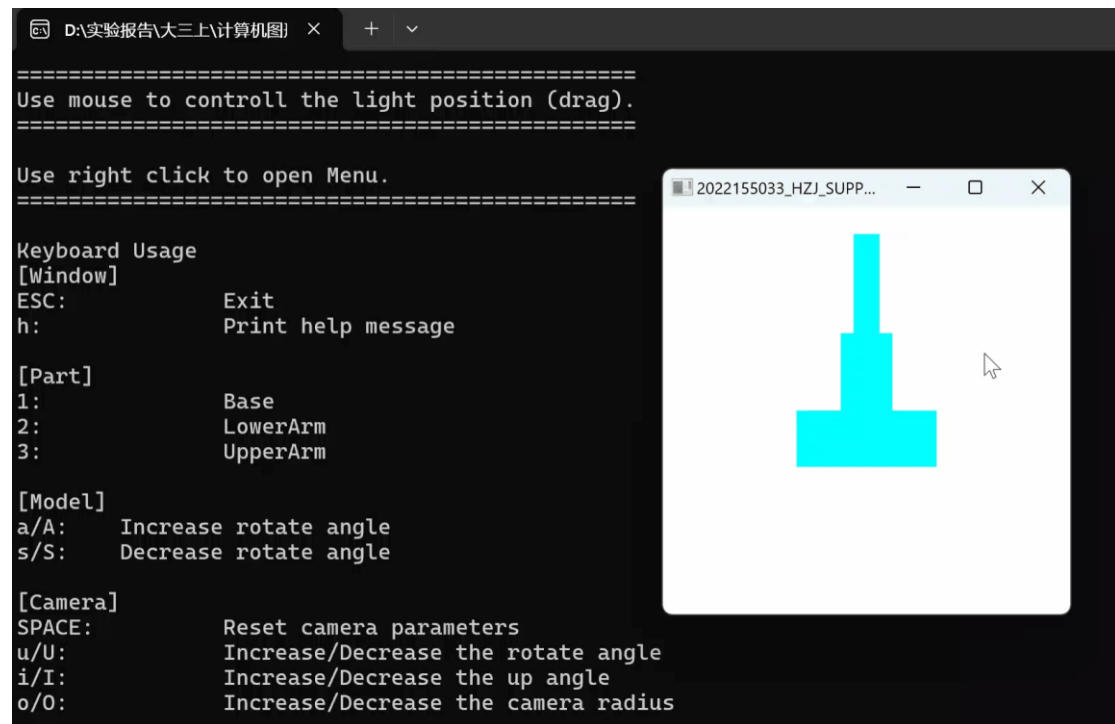 D:\实验报告\大三上\计算机图
================================================
Use mouse to controll the light position (drag).
================================================
Use right click to open Menu.
================================================
2022155033_HZJ_SUPP...
Keyboard Usage
[Window]
ESC: Exit
h: Print help message
[Part]
1: Base
2: LowerArm
3: UpperArm
[Model]
a/A: Increase rotate angle
s/S: Decrease rotate angle
[Camera]
SPACE: Reset camera parameters
u/U: Increase/Decrease the rotate angle
i/I: Increase/Decrease the up angle
o/O: Increase/Decrease the camera radius